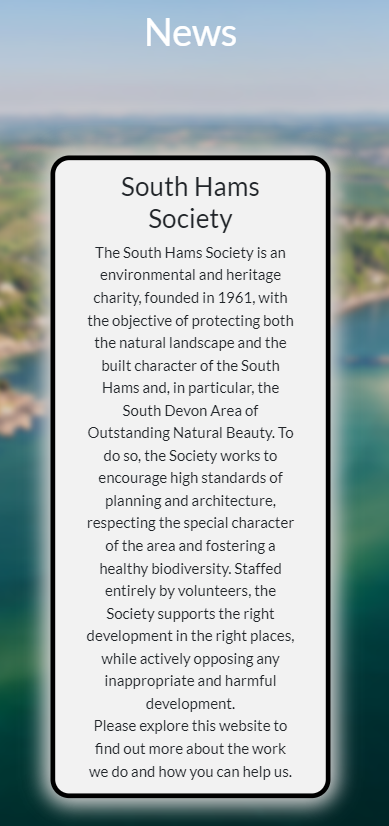 News
South Hams
Society
The South Hams Society is an
environmental and heritage
charity, founded in 1961, with
the objective of protecting both
the natural landscape and the
built character of the South
Hams and, in particular, the
South Devon Area of
Outstanding Natural Beauty. To
do so, the Society works to
encourage high standards of
planning and architecture,
respecting the special character
of the area and fostering a
healthy biodiversity. Staffed
entirely by volunteers, the
Society supports the right
development in the right places,
while actively opposing any
inappropriate and harmful
development.
Please explore this website to
find out more about the work
we do and how you can help us.